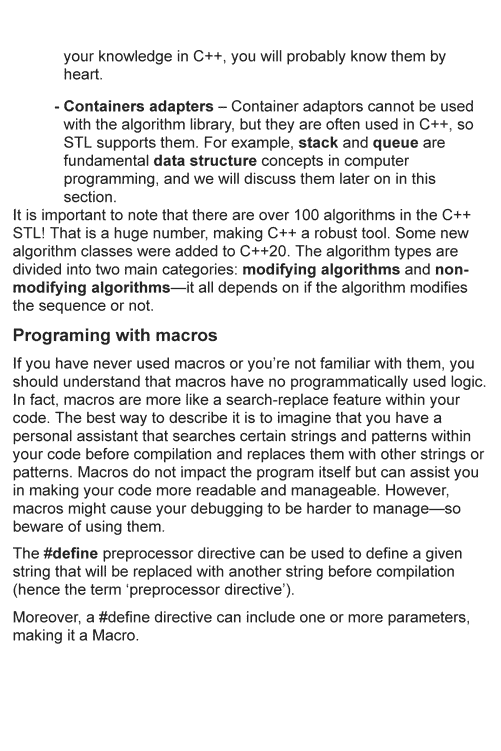 your knowledge in C++, you will probably know them by
heart.
- Containers adapters – Container adaptors cannot be used
with the algorithm library, but they are often used in C++, so
STL supports them. For example, stack and queue are
fundamental data structure concepts in computer
programming, and we will discuss them later on in this
section.
It is important to note that there are over 100 algorithms in the C++
STL! That is a huge number, making C++ a robust tool. Some new
algorithm classes were added to C++20. The algorithm types are
divided into two main categories: modifying algorithms and non-
modifying algorithms—it all depends on if the algorithm modifies
the sequence or not.
Programing with macros
If you have never used macros or you’re not familiar with them, you
should understand that macros have no programmatically used logic.
In fact, macros are more like a search-replace feature within your
code. The best way to describe it is to imagine that you have a
personal assistant that searches certain strings and patterns within
your code before compilation and replaces them with other strings or
patterns. Macros do not impact the program itself but can assist you
in making your code more readable and manageable. However,
macros might cause your debugging to be harder to manage—so
beware of using them.
The #define preprocessor directive can be used to define a given
string that will be replaced with another string before compilation
(hence the term ‘preprocessor directive’).
Moreover, a #define directive can include one or more parameters,
making it a Macro.